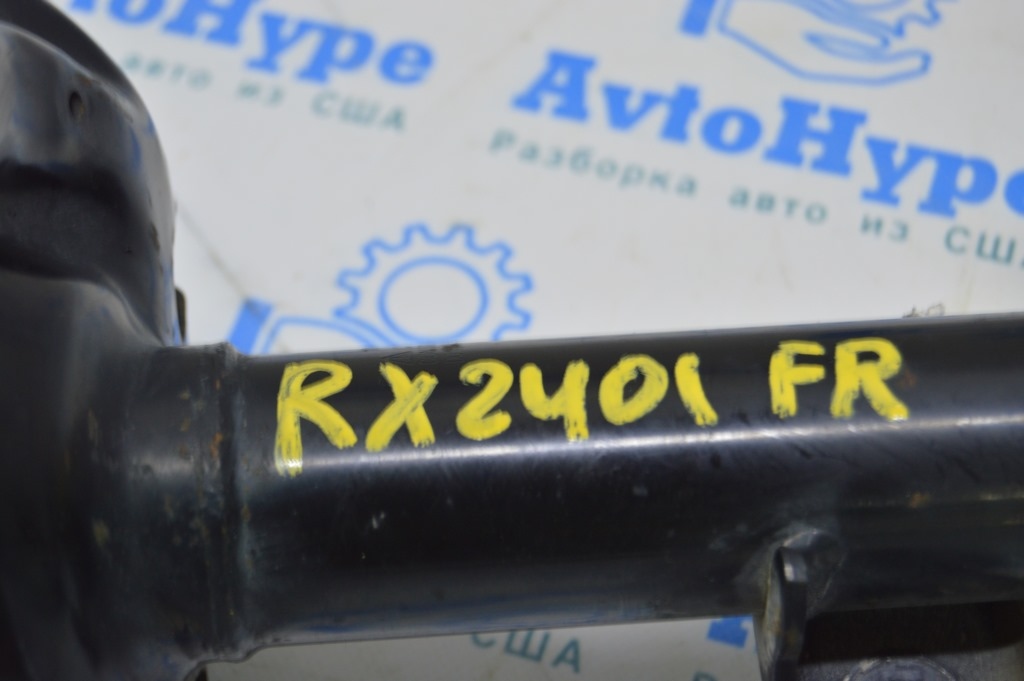 AvtoHype
авто из США
AvtoHype
Разборка авто из США
RX2401 FR
США